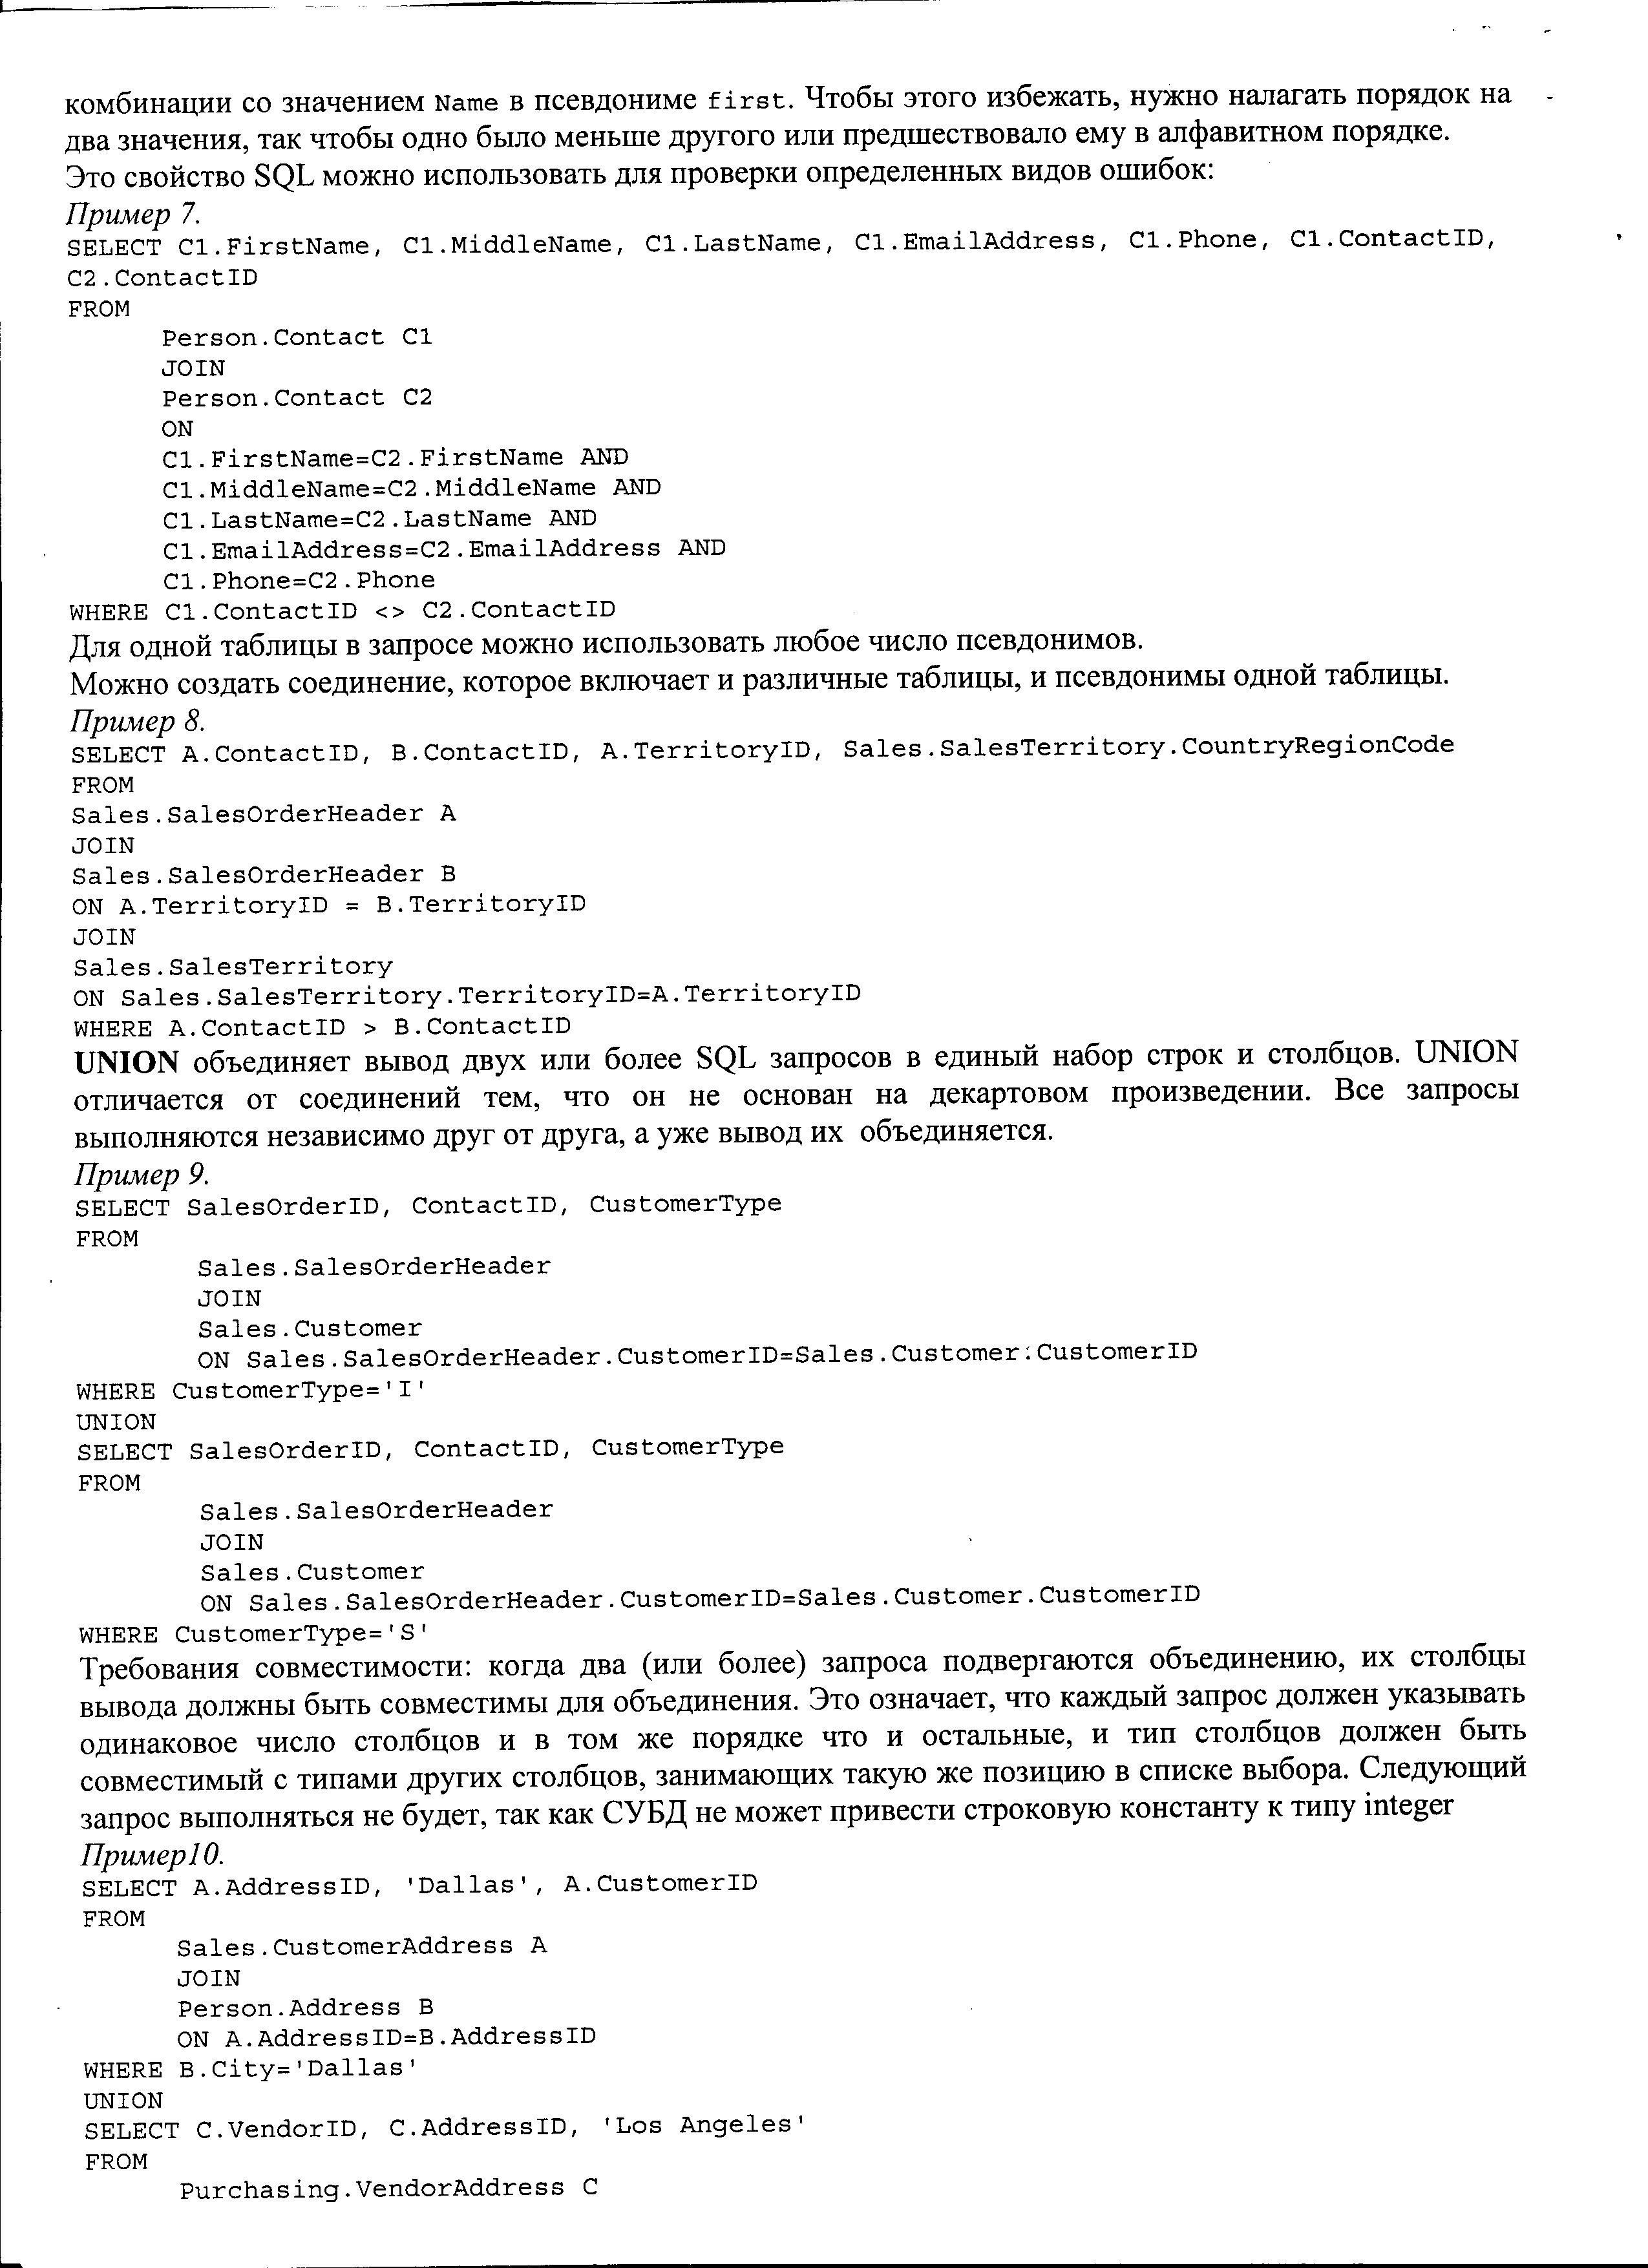 комбинации со значением Name в псевдониме first. Чтобы этого избежать, нужно налагать порядок на
два значения, так чтобы одно было меньше другого или предшествовало ему в алфавитном порядке.
Это свойство SQL можно использовать для проверки определенных видов ошибок:
Пример 7.
SELECT C1.FirstName, C1.MiddleName, C1.LastName, C1.EmailAddress, C1.Phone, C1.ContactID,
C2.ContactID
FROM
Person.Contact C1
JOIN
Person.Contact C2
ON
C1.FirstName=C2.FirstName AND
C1.MiddleName=C2.MiddleName AND
C1.LastName=C2.LastName AND
C1.EmailAddress=C2.EmailAddress AND
C1.Phone=C2.Phone
WHERE C1.ContactID <> C2.ContactID
Для одной таблицы в запросе можно использовать любое число псевдонимов.
Можно создать соединение, которое включает и различные таблицы, и псевдонимы одной таблицы.
Пример 8.
SELECT A.ContactID, B.ContactID, A.TerritoryID, Sales.SalesTerritory.CountryRegionCode
FROM
Sales.SalesOrderHeader A
JOIN
Sales.SalesOrderHeader B
ON A.TerritoryID = B.TerritoryID
JOIN
Sales.SalesTerritory
ON Sales.SalesTerritory.TerritoryID=A.TerritoryID
WHERE A.ContactID > B.ContactID
UNION объединяет вывод двух или более SQL запросов в единый набор строк и столбцов. UNION
отличается от соединений тем, что он не основан на декартовом произведении. Все запросы
выполняются независимо друг от друга, а уже вывод их объединяется.
Пример 9.
SELECT SalesOrderID, ContactID, CustomerType
FROM
Sales.SalesOrderHeader
JOIN
Sales.Customer
ON Sales.SalesOrderHeader.CustomerID=Sales.Customer.CustomerID
WHERE CustomerType='I'
UNION
SELECT SalesOrderID, ContactID, CustomerType
FROM
Sales.SalesOrderHeader
JOIN
Sales.Customer
ON Sales.SalesOrderHeader.CustomerID=Sales.Customer.CustomerID
WHERE CustomerType='S'
Требования совместимости: когда два (или более) запроса подвергаются объединению, их столбцы
вывода должны быть совместимы для объединения. Это означает, что каждый запрос должен указывать
одинаковое число столбцов и в том же порядке что и остальные, и тип столбцов должен быть
совместимый с типами других столбцов, занимающих такую же позицию в списке выбора. Следующий
запрос выполняться не будет, так как СУБД не может привести строковую константу к типу integer
Пример10.
SELECT A.AddressID, 'Dallas', A.CustomerID
FROM
Sales.CustomerAddress A
JOIN
Person.Address B
ON A.AddressID=B.AddressID
WHERE B.City='Dallas'
UNION
SELECT C.VendorID, C.AddressID, 'Los Angeles'
FROM
Purchasing.VendorAddress C